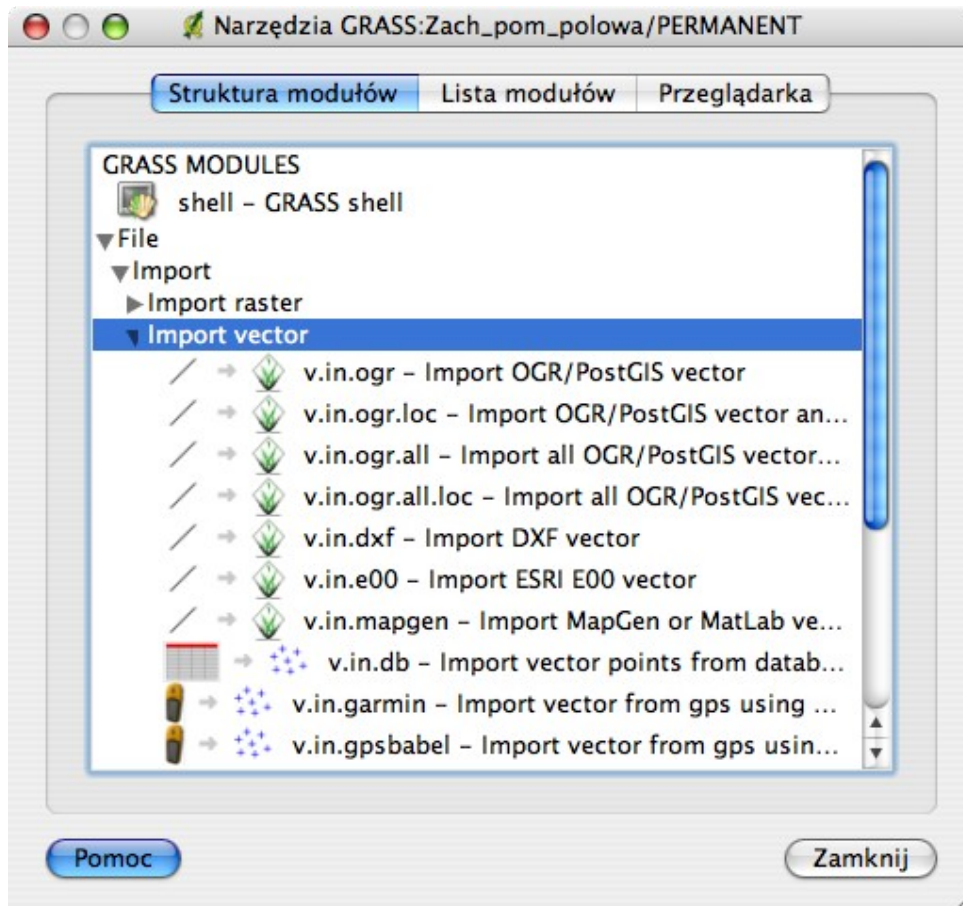 Narzędzia GRASS:Zach_pom_polowa/PERMANENT
Struktura modułów Lista modułów Przeglądarka
GRASS MODULES
shell – GRASS shell
File
Import
Import raster
Import vector
v.in.ogr – Import OGR/PostGIS vector
v.in.ogr.loc – Import OGR/PostGIS vector an...
v.in.ogr.all – Import all OGR/PostGIS vector...
v.in.ogr.all.loc – Import all OGR/PostGIS vec...
v.in.dxf – Import DXF vector
v.in.e00 – Import ESRI E00 vector
v.in.mapgen – Import MapGen or MatLab ve...
v.in.db – Import vector points from datab...
v.in.garmin – Import vector from gps using ...
v.in.gpsbabel – Import vector from gps usin...
Pomoc Zamknij